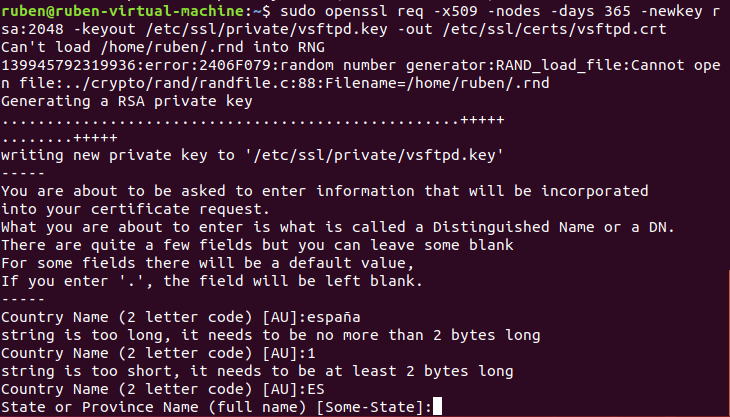 ruben@ruben-virtual-machine:~$ sudo openssl req -x509 -nodes -days 365 -newkey r
sa:2048 -keyout /etc/ssl/private/vsftpd.key -out /etc/ssl/certs/vsftpd.crt
Can't load /home/ruben/.rnd into RNG
139945792319936:error:2406F079:random number generator:RAND_load_file:Cannot ope
n file:../crypto/rand/randfile.c:88:Filename=/home/ruben/.rnd
Generating a RSA private key
...................................................+++++
........+++++
writing new private key to '/etc/ssl/private/vsftpd.key'
-----
You are about to be asked to enter information that will be incorporated
into your certificate request.
What you are about to enter is what is called a Distinguished Name or a DN.
There are quite a few fields but you can leave some blank
For some fields there will be a default value,
If you enter '.', the field will be left blank.
-----
Country Name (2 letter code) [AU]:españa
string is too long, it needs to be no more than 2 bytes long
Country Name (2 letter code) [AU]:1
string is too short, it needs to be at least 2 bytes long
Country Name (2 letter code) [AU]:ES
State or Province Name (full name) [Some-State]: